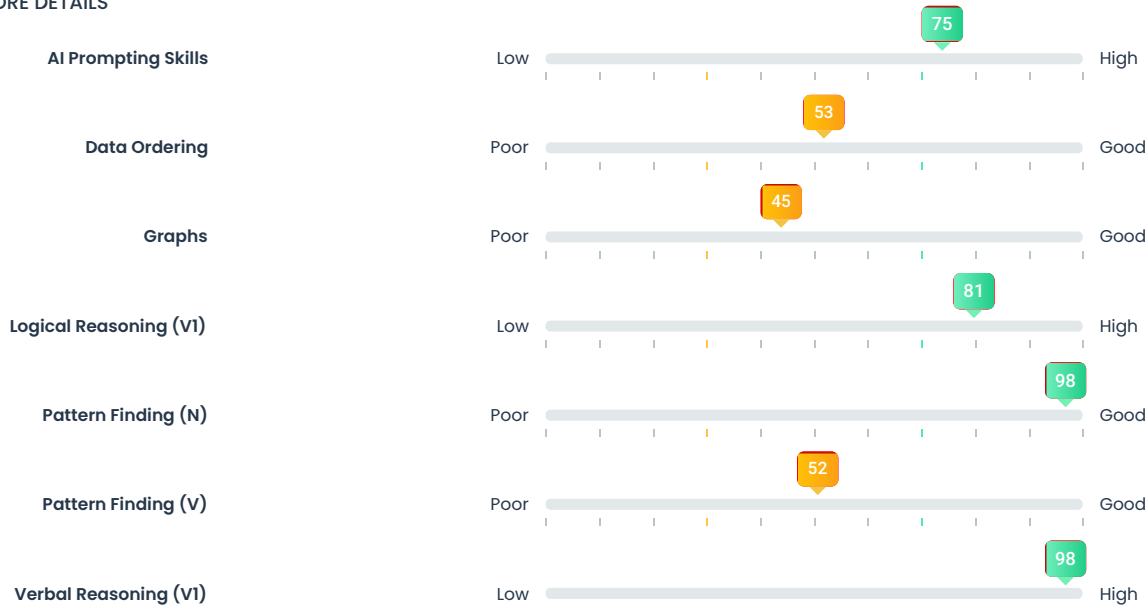 ORE DETAILS
75
AI Prompting Skills Low High
53
Data Ordering Poor Good
45
Graphs Poor Good
81
Logical Reasoning (V1) Low High
98
Pattern Finding (N) Poor Good
52
Pattern Finding (V) Poor Good
98
Verbal Reasoning (V1) Low High